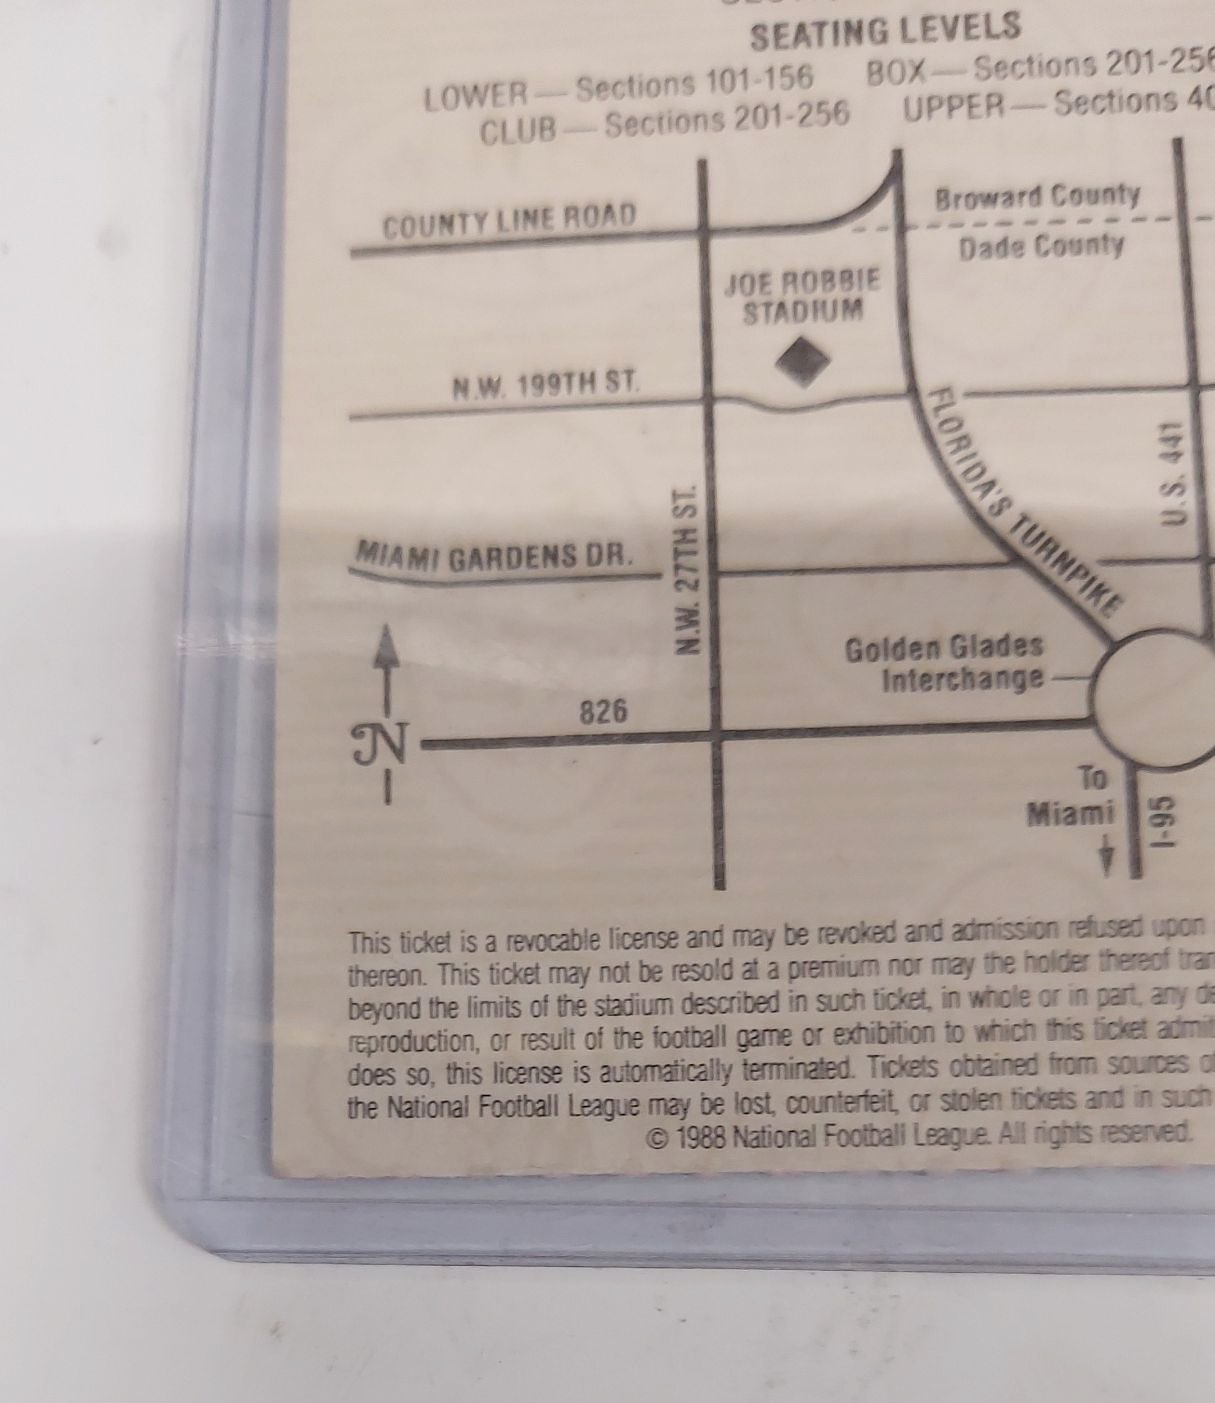 SEATING LEVELS
LOWER — Sections 101-156 BOX — Sections 201-256
CLUB — Sections 201-256 UPPER — Sections
COUNTY LINE ROAD
Broward County
Dade County
JOE ROBBIE
STADIUM
N.W. 199TH ST.
FLORIDA'S TURNPIKE
U.S. 441
MIAMI GARDENS DR.
N.W. 27TH ST.
Golden Glades
Interchange
826
N
To
Miami
I-95
This ticket is a revocable license and may be revoked and admission refused upon
thereon. This ticket may not be resold at a premium nor may the holder thereof
beyond the limits of the stadium described in such ticket, in whole or in part, any
reproduction, or result of the football game or exhibition to which this ticket
does so, this license is automatically terminated. Tickets obtained from sources
the National Football League may be lost, counterfeit, or stolen tickets and in such
© 1988 National Football League. All rights reserved.